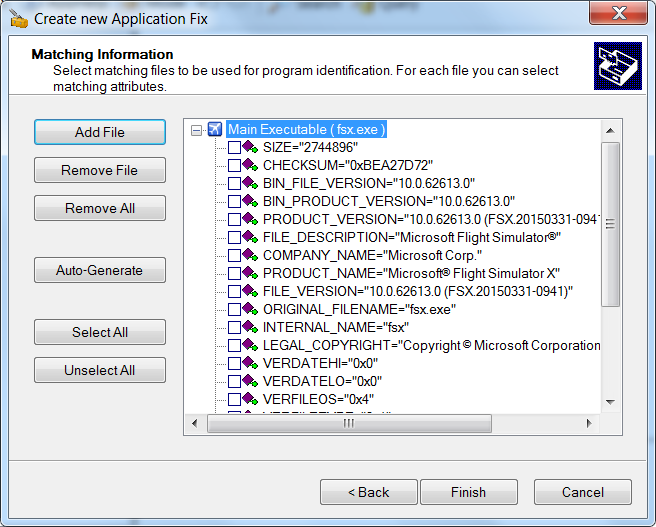 Create new Application Fix
Matching Information
Select matching files to be used for program identification. For each file you can select
matching attributes.
Add File
Remove File
Remove All
Auto-Generate
Select All
Unselect All
Main Executable ( fsx.exe )
SIZE="2744896"
CHECKSUM="0xBEA27D72"
BIN_FILE_VERSION="10.0.62613.0"
BIN_PRODUCT_VERSION="10.0.62613.0"
PRODUCT_VERSION="10.0.62613.0 (FSX.20150331-0941
FILE_DESCRIPTION="Microsoft Flight Simulator®"
COMPANY_NAME="Microsoft Corp."
PRODUCT_NAME="Microsoft® Flight Simulator X"
FILE_VERSION="10.0.62613.0 (FSX.20150331-0941)"
ORIGINAL_FILENAME="fsx.exe"
INTERNAL_NAME="fsx"
LEGAL_COPYRIGHT="Copyright © Microsoft Corporation
VERDATEHI="0x0"
VERDATELO="0x0"
VERFILEOS="0x4"
< Back
Finish
Cancel